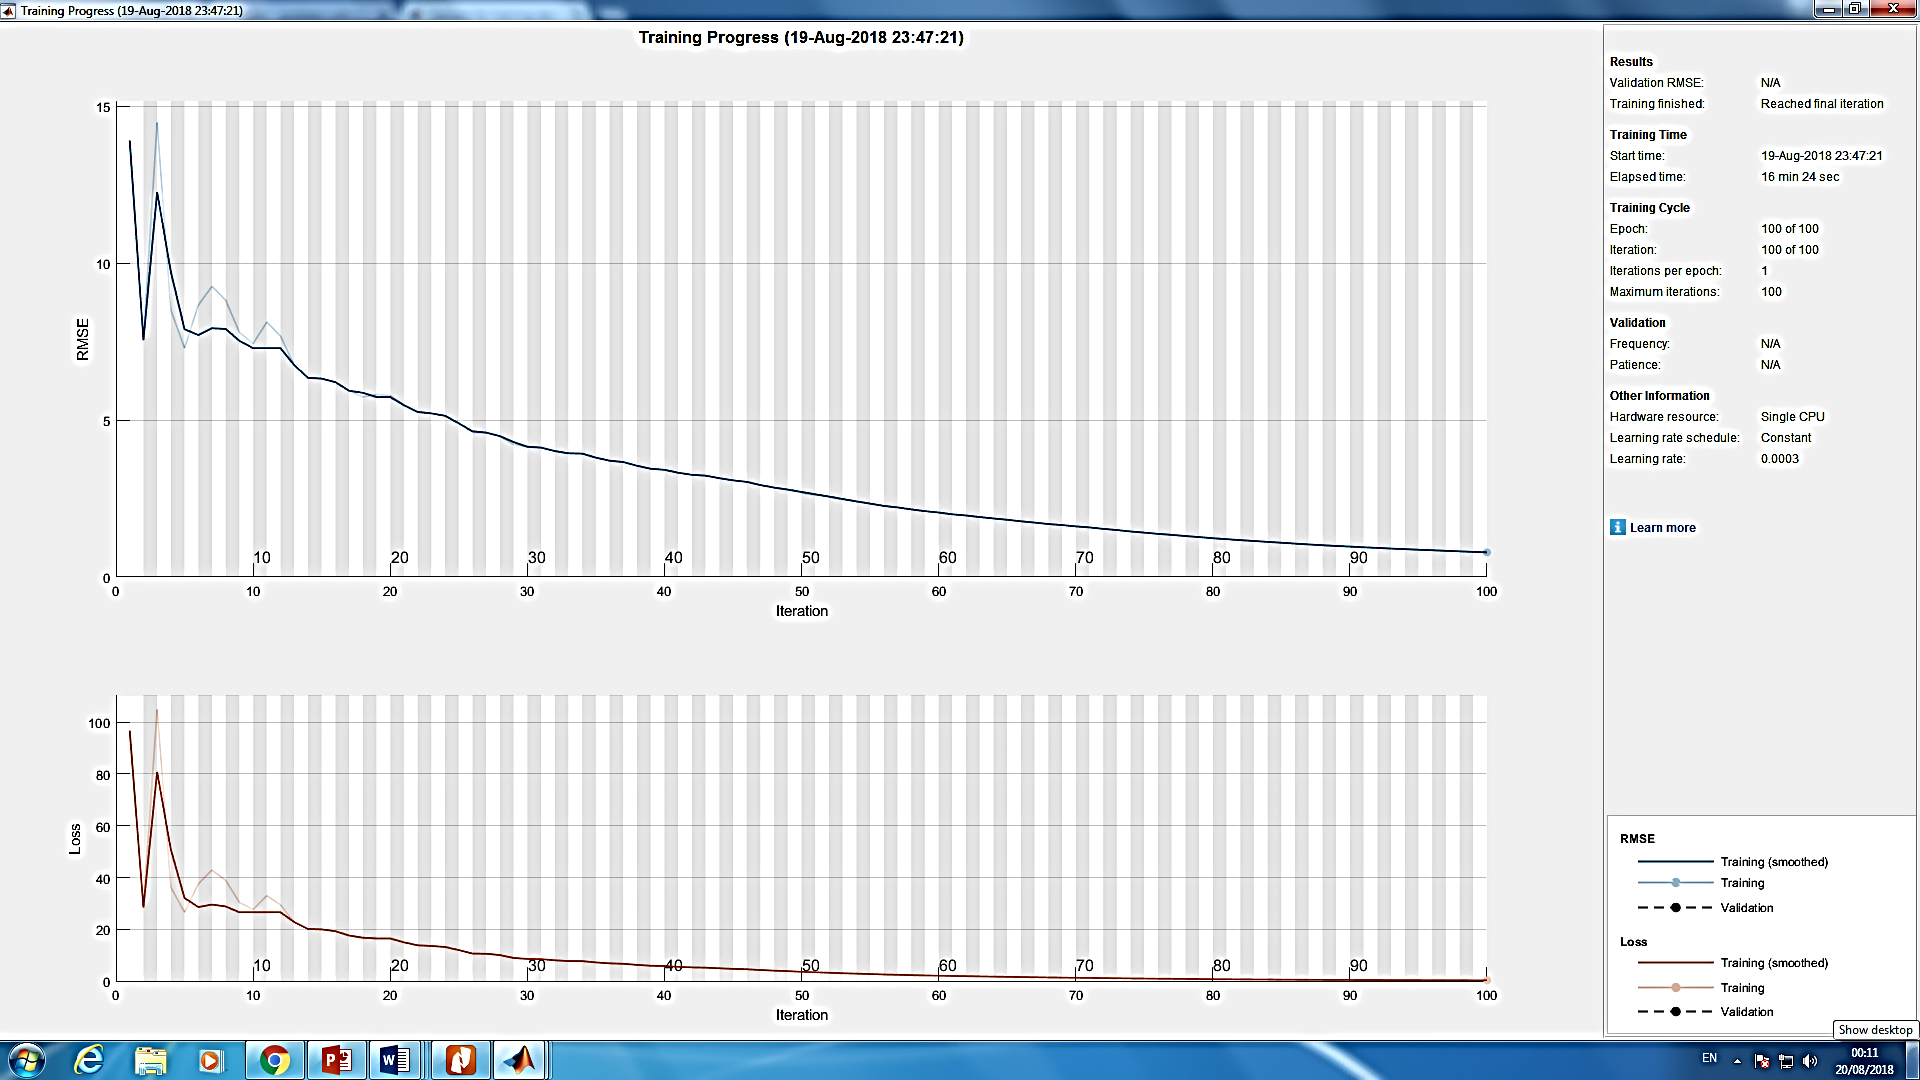 Training Progress (19-Aug-2018 23:47:21)
Training Progress (19-Aug-2018 23:47:21)
15
10
5
0
RMSE
10 20 30 40 50 60 70 80 90
0 10 20 30 40 50 60 70 80 90 100
Iteration
100
80
60
40
20
0
Loss
10 20 30 40 50 60 70 80 90
0 10 20 30 40 50 60 70 80 90 100
Iteration
Results
Validation RMSE: N/A
Training finished: Reached final iteration
Training Time
Start time: 19-Aug-2018 23:47:21
Elapsed time: 16 min 24 sec
Training Cycle
Epoch: 100 of 100
Iteration: 100 of 100
Iterations per epoch: 1
Maximum iterations: 100
Validation
Frequency: N/A
Patience: N/A
Other Information
Hardware resource: Single CPU
Learning rate schedule: Constant
Learning rate: 0.0003
i Learn more
RMSE
Training (smoothed)
Training
Validation
Loss
Training (smoothed)
Training
Validation
Show desktop
EN
00:11
20/08/2018